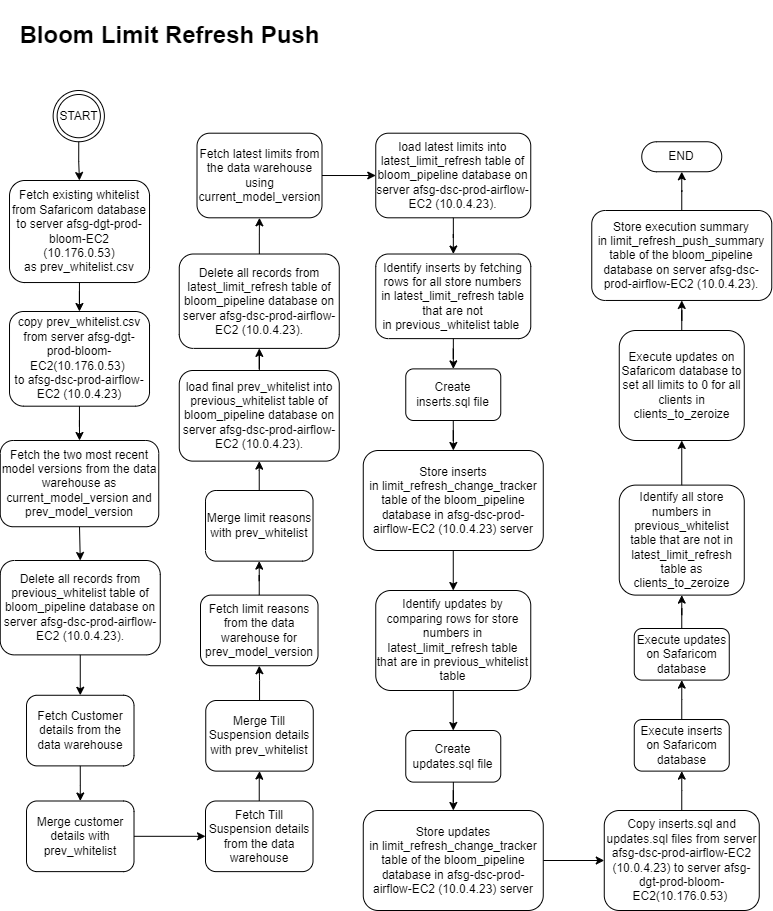 Bloom Limit Refresh Push
START
Fetch existing whitelist
from Safaricom database
to server afsg-dgt-prod-
bloom-EC2
(10.176.0.53)
as prev_whitelist.csv
copy prev_whitelist.csv
from server afsg-dgt-
prod-bloom-
EC2(10.176.0.53)
to afsg-dsc-prod-airflow-
EC2 (10.0.4.23)
Fetch the two most recent
model versions from the data
warehouse as
current_model_version and
prev_model_version
Delete all records from
previous_whitelist table of
bloom_pipeline database on
server afsg-dsc-prod-airflow-
EC2 (10.0.4.23).
Fetch Customer
details from the
data warehouse
Merge customer
details with
prev_whitelist
Fetch Till
Suspension details
from the data
warehouse
Merge Till
Suspension details
with prev_whitelist
Fetch limit reasons
from the data
warehouse for
prev_model_version
Merge limit reasons
with prev_whitelist
load final prev_whitelist into
previous_whitelist table of
bloom_pipeline database on
server afsg-dsc-prod-airflow-
EC2 (10.0.4.23).
Delete all records from
latest_limit_refresh table of
bloom_pipeline database on
server afsg-dsc-prod-airflow-
EC2 (10.0.4.23).
Fetch latest limits from
the data warehouse
using
current_model_version
load latest limits into
latest_limit_refresh table of
bloom_pipeline database on
server afsg-dsc-prod-airflow-
EC2 (10.0.4.23).
Identify inserts by fetching
rows for all store numbers
in latest_limit_refresh table
that are not
in previous_whitelist table
Create
inserts.sql file
Store inserts
in limit_refresh_change_tracker
table of the bloom_pipeline
database in afsg-dsc-prod-
airflow-EC2 (10.0.4.23) server
Identify updates by
comparing rows for store
numbers in
latest_limit_refresh table
that are in previous_whitelist
table
Create
updates.sql file
Store updates
in limit_refresh_change_tracker
table of the bloom_pipeline
database in afsg-dsc-prod-
airflow-EC2 (10.0.4.23) server
Copy inserts.sql and
updates.sql files from server
afsg-dsc-prod-airflow-EC2
(10.0.4.23) to server afsg-
dgt-prod-bloom-
EC2(10.176.0.53)
Execute inserts
on Safaricom
database
Execute updates
on Safaricom
database
Identify all store
numbers in
previous_whitelist
table that are not in
latest_limit_refresh
table as
clients_to_zeroize
Execute updates on
Safaricom database to
set all limits to 0 for all
clients in
clients_to_zeroize
Store execution summary
in limit_refresh_push_summary
table of the bloom_pipeline
database on server afsg-dsc-
prod-airflow-EC2 (10.0.4.23).
END